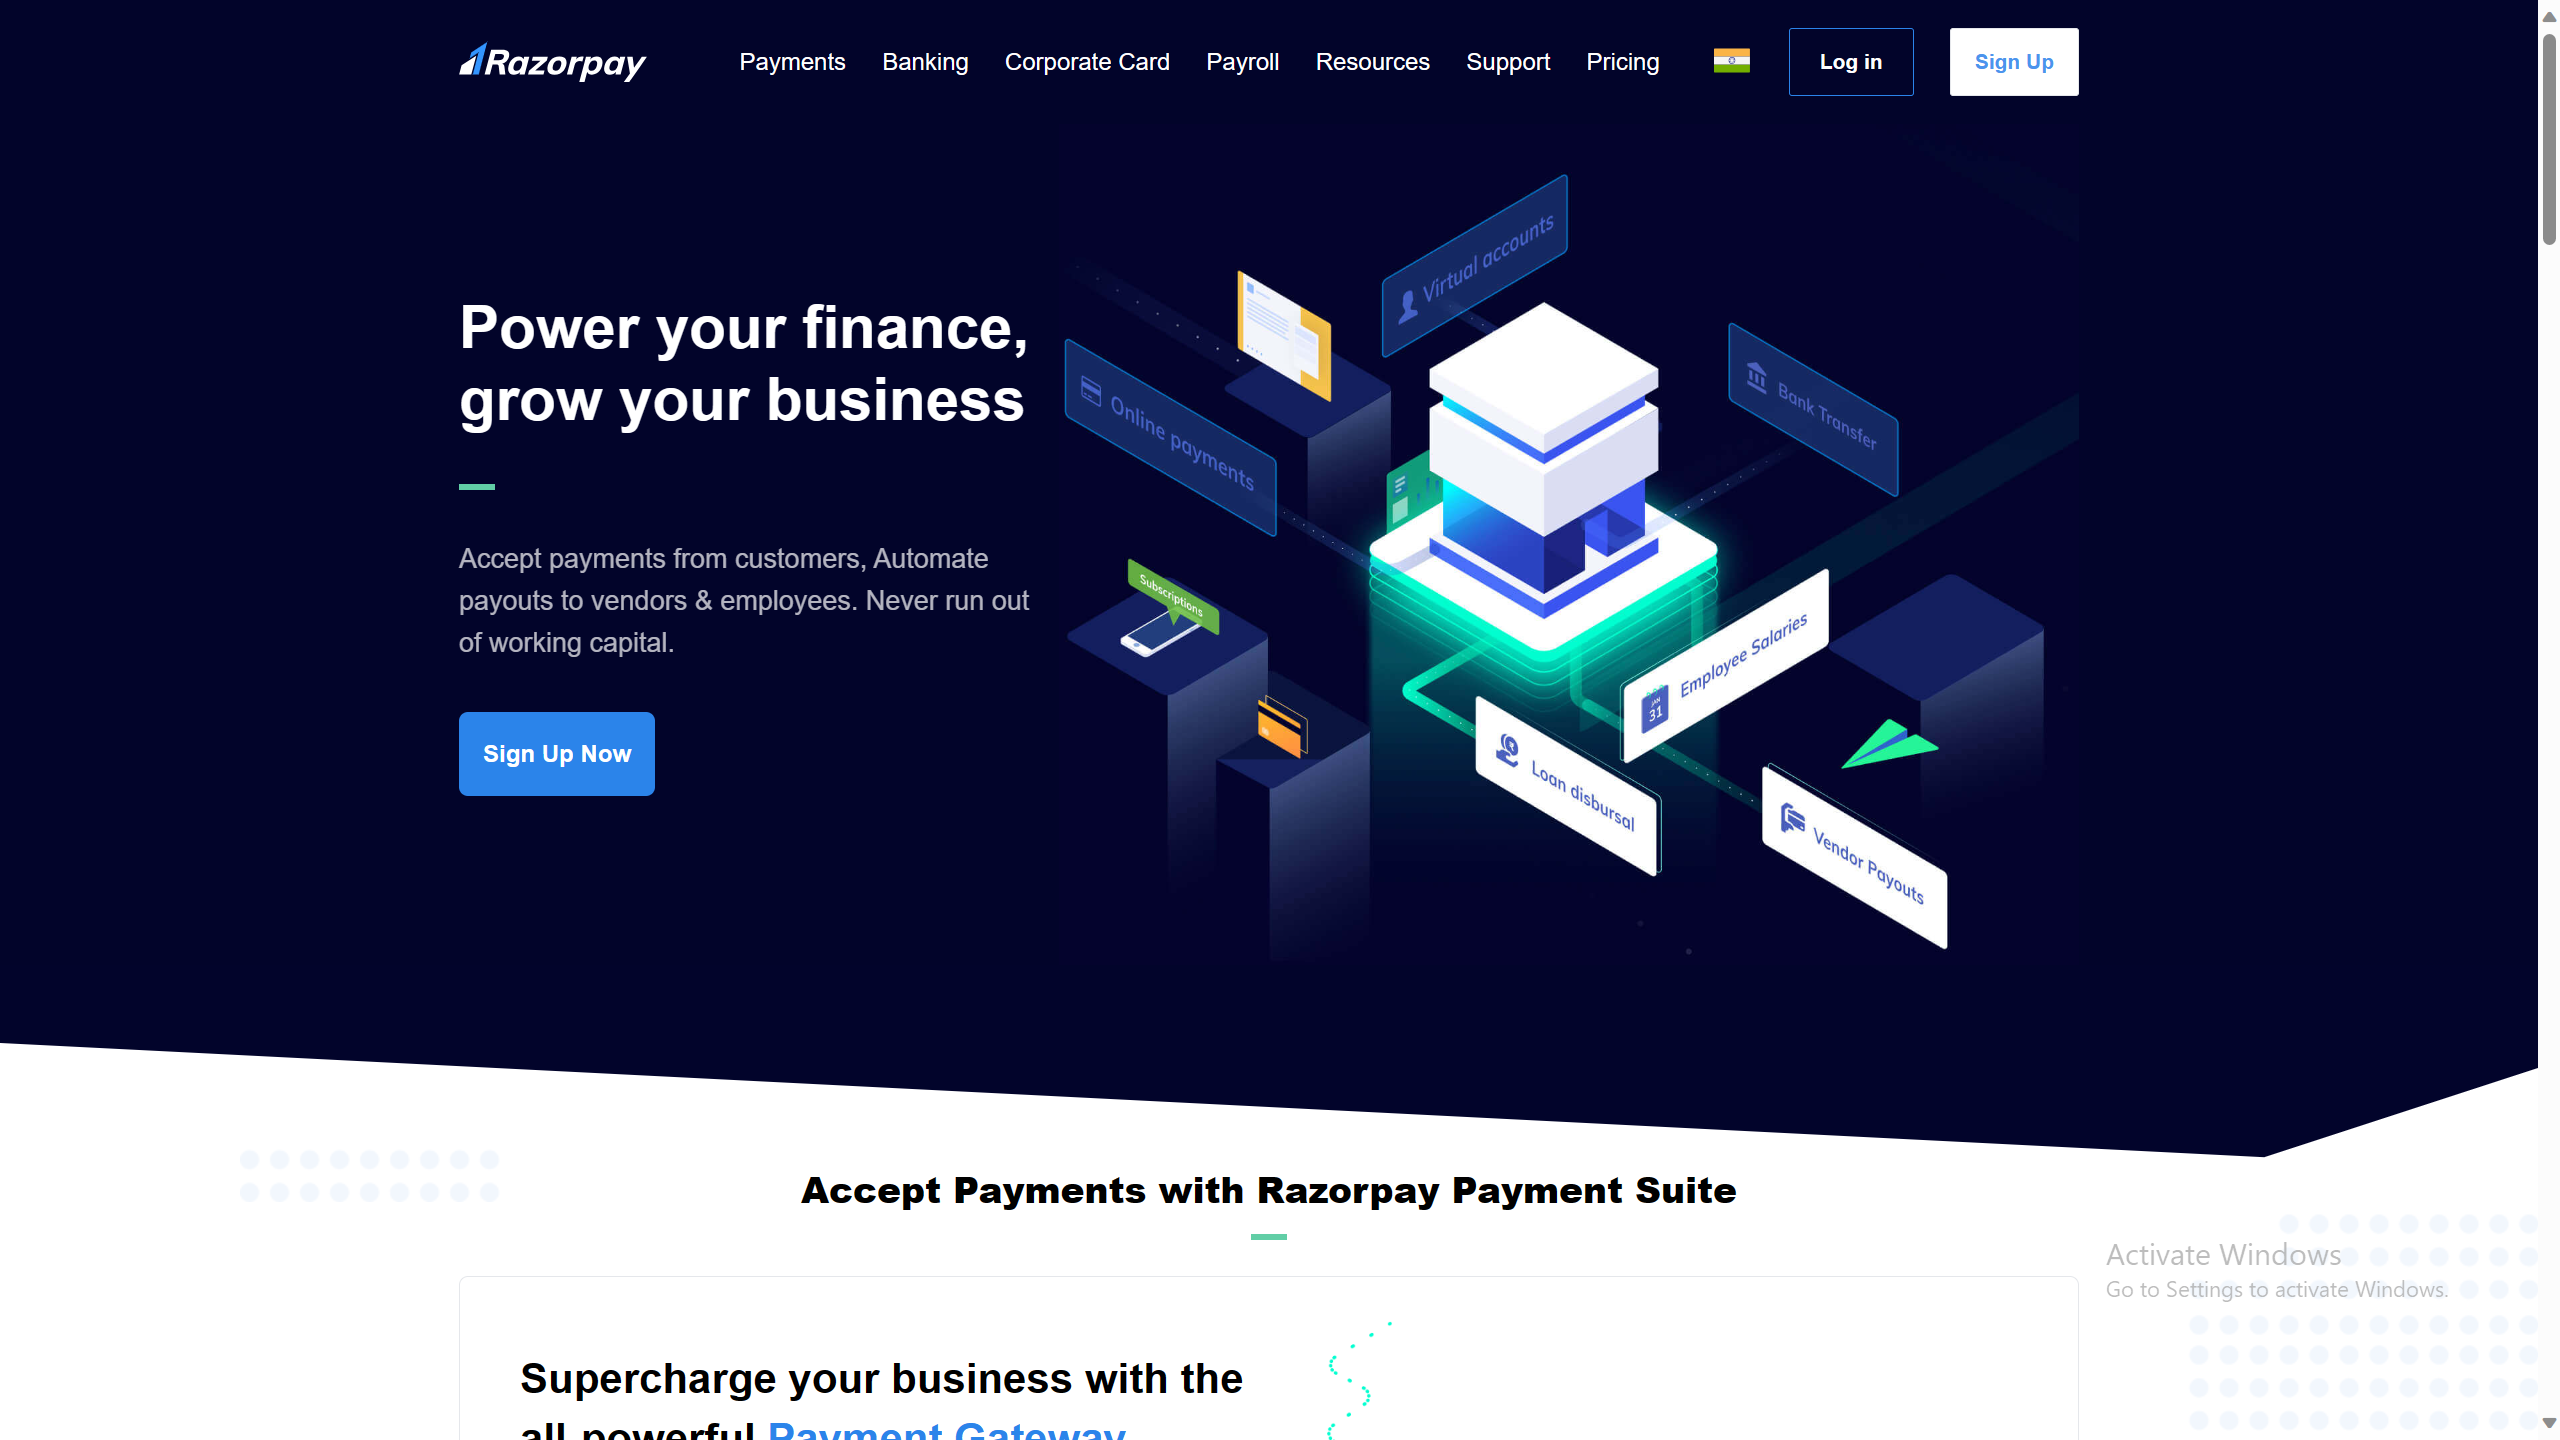 Razorpay
Payments Banking Corporate Card Payroll Resources Support Pricing Log in Sign Up
Power your finance,
grow your business
Accept payments from customers, Automate
payouts to vendors & employees. Never run out
of working capital.
Sign Up Now
Virtual accounts
Online payments
Bank Transfer
Subscriptions
Employee Salaries
JAN
31
Loan disbursal
Vendor Payouts
Accept Payments with Razorpay Payment Suite
Activate Windows
Go to Settings to activate Windows.
Supercharge your business with the
all-powerful Payment Gateway